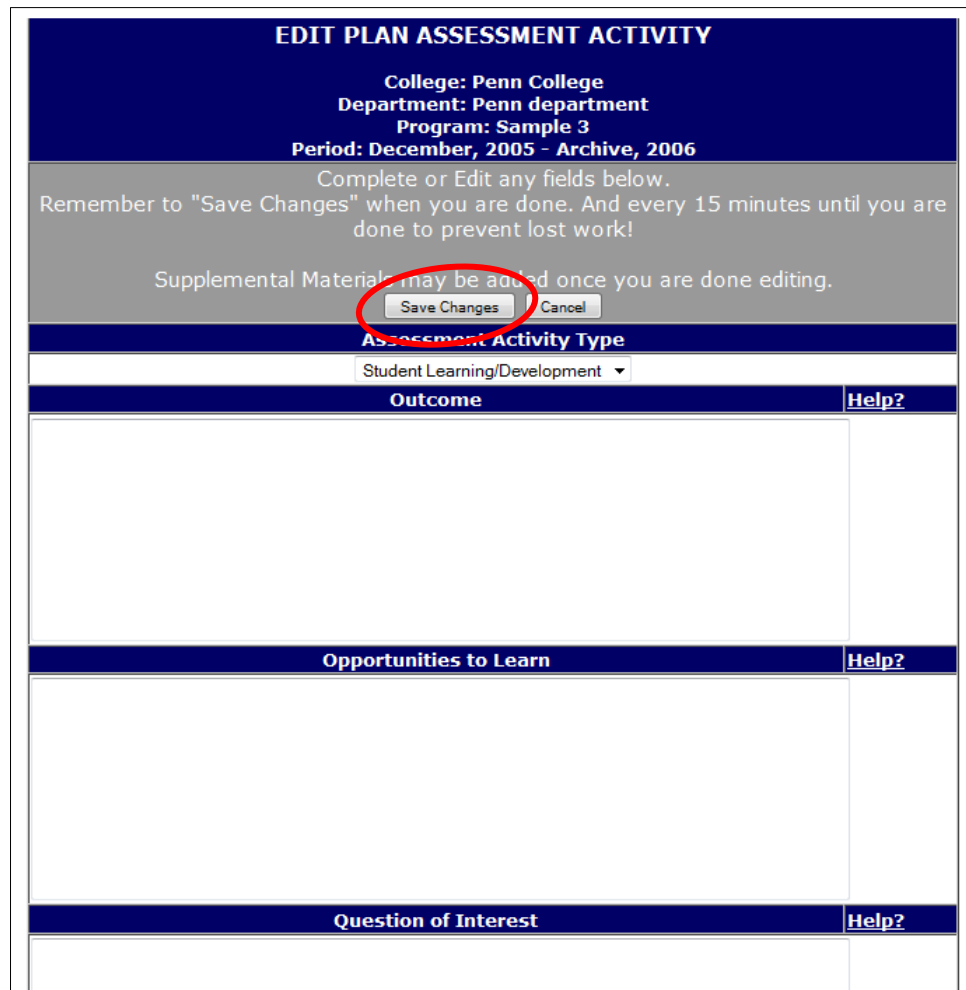 EDIT PLAN ASSESSMENT ACTIVITY
College: Penn College
Department: Penn department
Program: Sample 3
Period: December, 2005 - Archive, 2006
Complete or Edit any fields below.
Remember to "Save Changes" when you are done. And every 15 minutes until you are
done to prevent lost work!
Supplemental Materials may be added once you are done editing.
Save Changes Cancel
Assessment Activity Type
Student Learning/Development
Outcome Help?
Opportunities to Learn Help?
Question of Interest Help?